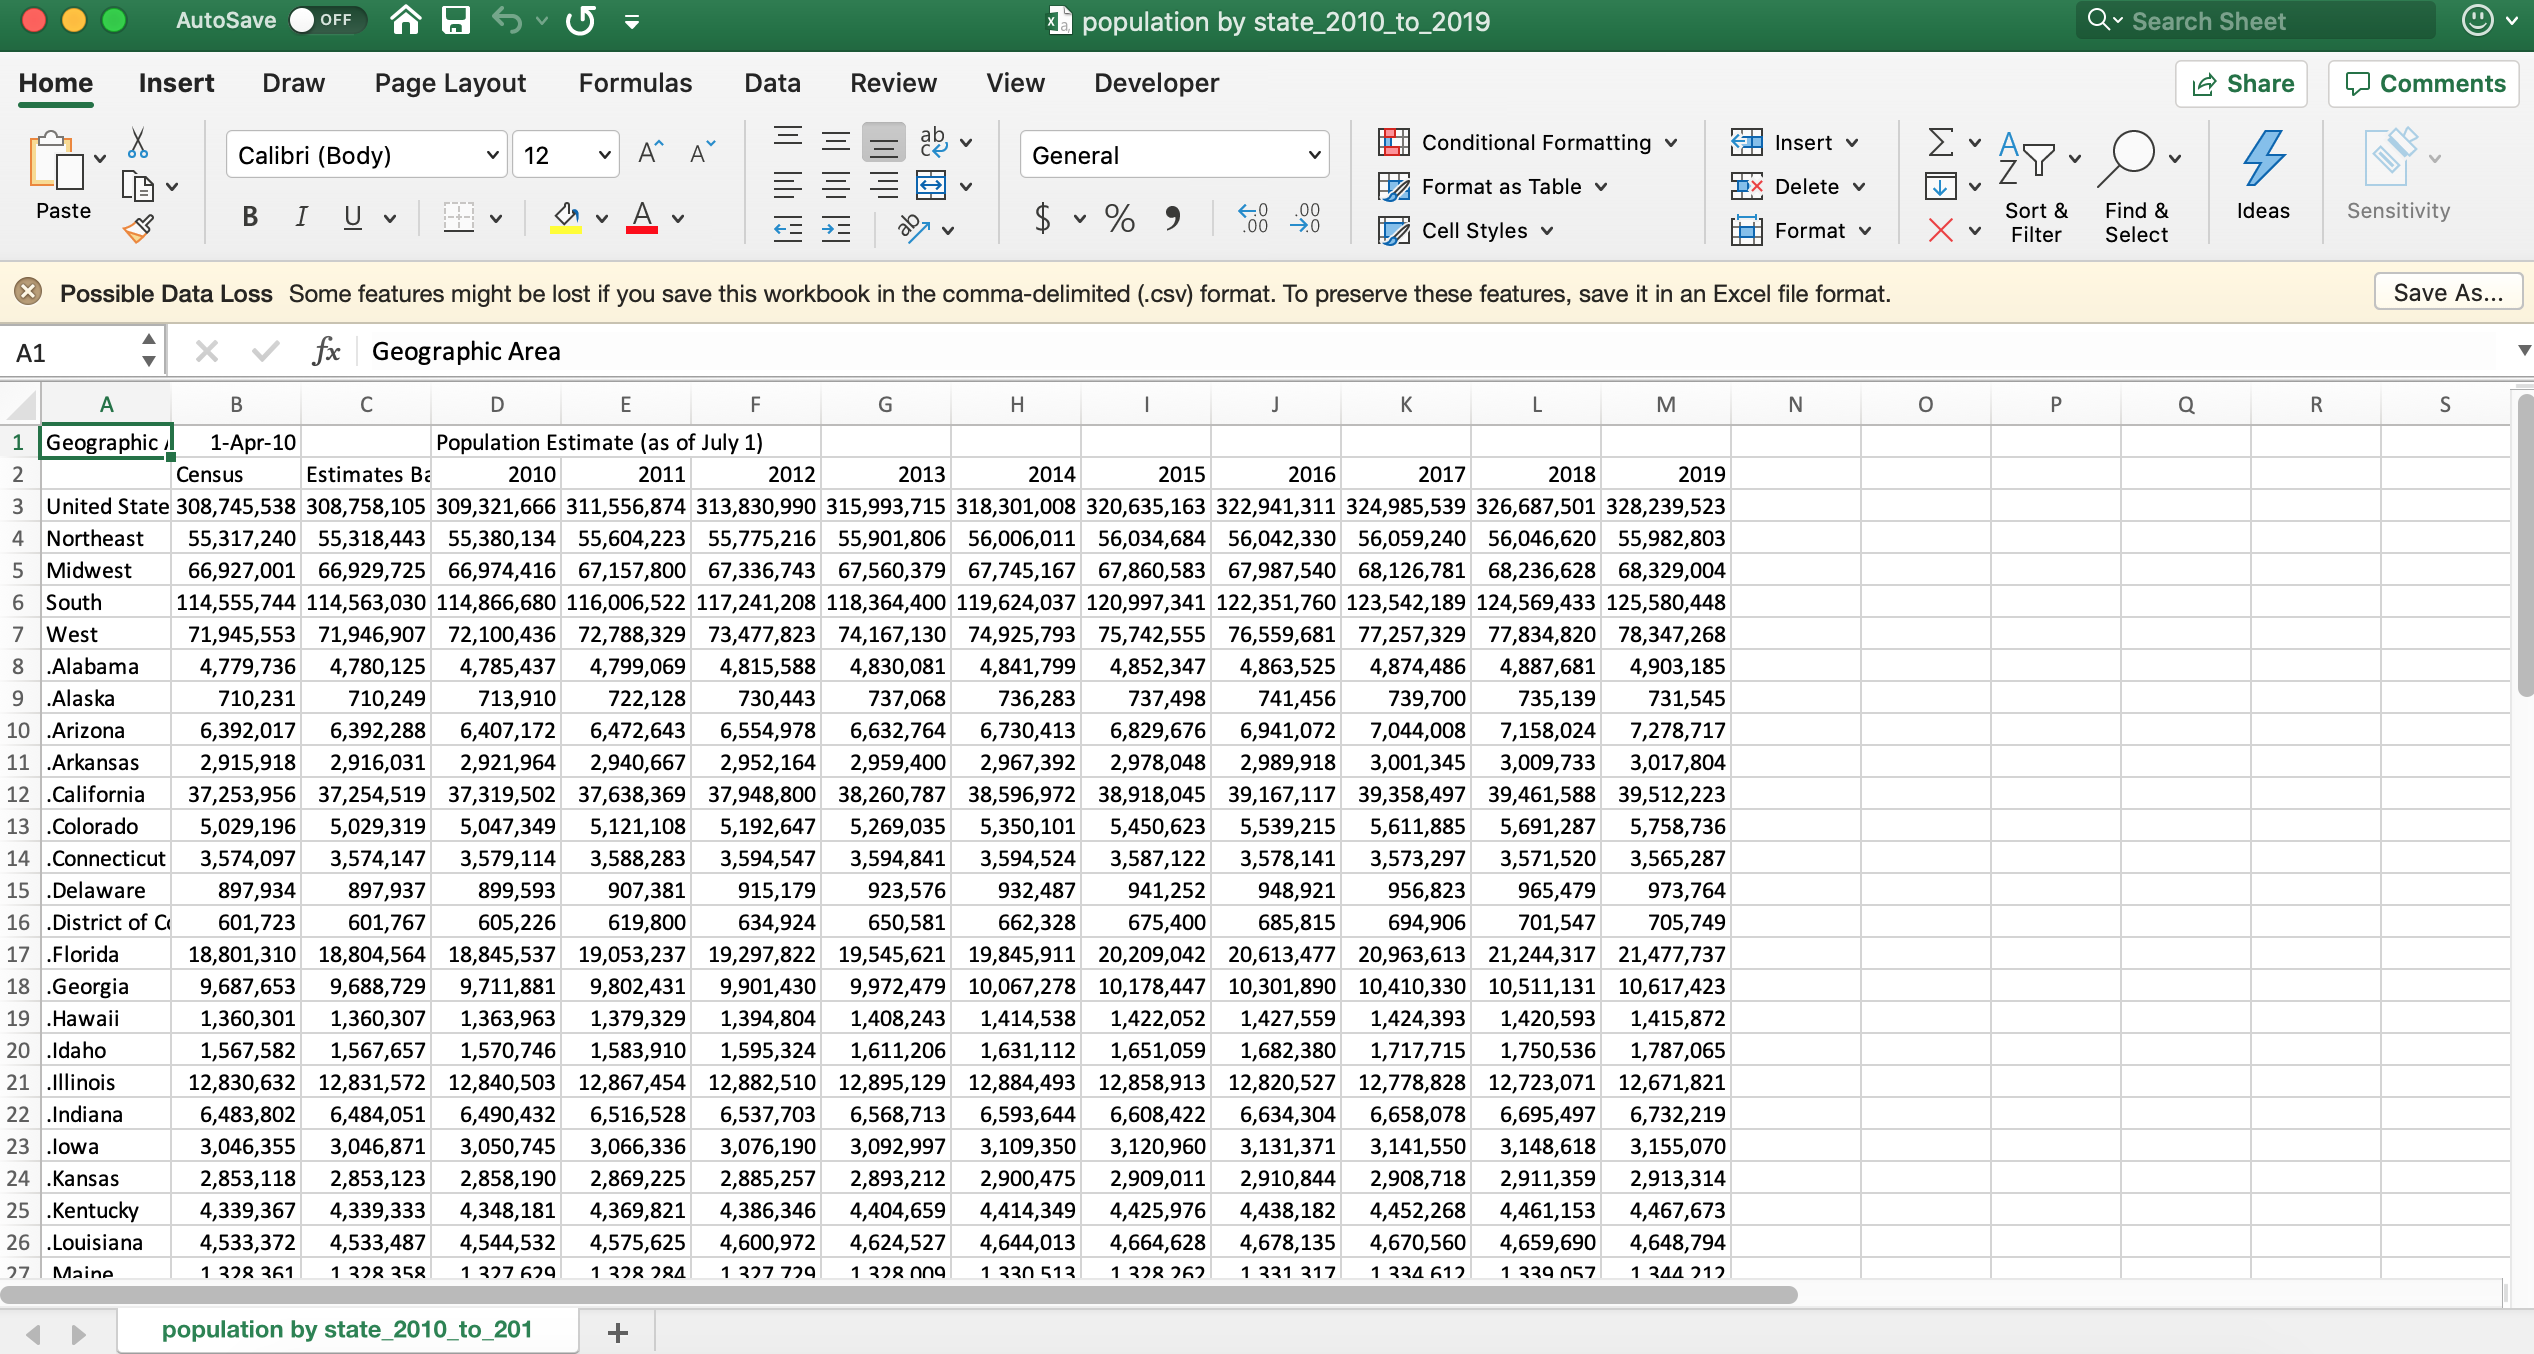 AutoSave OFF population by state_2010_to_2019 Search Sheet
Home Insert Draw Page Layout Formulas Data Review View Developer Share Comments
Paste Calibri (Body) 12 General Conditional Formatting Format as Table Cell Styles Insert Delete Format Sort & Filter Find & Select Ideas Sensitivity
Possible Data Loss Some features might be lost if you save this workbook in the comma-delimited (.csv) format. To preserve these features, save it in an Excel file format. Save As...
A1 fx Geographic Area
A B C D E F G H I J K L M N O P Q R S
1 Geographic 1-Apr-10 Population Estimate (as of July 1)
2 Census Estimates Ba 2010 2011 2012 2013 2014 2015 2016 2017 2018 2019
3 United State 308,745,538 308,758,105 309,321,666 311,556,874 313,830,990 315,993,715 318,301,008 320,635,163 322,941,311 324,985,539 326,687,501 328,239,523
4 Northeast 55,317,240 55,318,443 55,380,134 55,604,223 55,775,216 55,901,806 56,006,011 56,034,684 56,042,330 56,059,240 56,046,620 55,982,803
5 Midwest 66,927,001 66,929,725 66,974,416 67,157,800 67,336,743 67,560,379 67,745,167 67,860,583 67,987,540 68,126,781 68,236,628 68,329,004
6 South 114,555,744 114,563,030 114,866,680 116,006,522 117,241,208 118,364,400 119,624,037 120,997,341 122,351,760 123,542,189 124,569,433 125,580,448
7 West 71,945,553 71,946,907 72,100,436 72,788,329 73,477,823 74,167,130 74,925,793 75,742,555 76,559,681 77,257,329 77,834,820 78,347,268
8 .Alabama 4,779,736 4,780,125 4,785,437 4,799,069 4,815,588 4,830,081 4,841,799 4,852,347 4,863,525 4,874,486 4,887,681 4,903,185
9 .Alaska 710,231 710,249 713,910 722,128 730,443 737,068 736,283 737,498 741,456 739,700 735,139 731,545
10 .Arizona 6,392,017 6,392,288 6,407,172 6,472,643 6,554,978 6,632,764 6,730,413 6,829,676 6,941,072 7,044,008 7,158,024 7,278,717
11 .Arkansas 2,915,918 2,916,031 2,921,964 2,940,667 2,952,164 2,959,400 2,967,392 2,978,048 2,989,918 3,001,345 3,009,733 3,017,804
12 .California 37,253,956 37,254,519 37,319,502 37,638,369 37,948,800 38,260,787 38,596,972 38,918,045 39,167,117 39,358,497 39,461,588 39,512,223
13 .Colorado 5,029,196 5,029,319 5,047,349 5,121,108 5,192,647 5,269,035 5,350,101 5,450,623 5,539,215 5,611,885 5,691,287 5,758,736
14 .Connecticut 3,574,097 3,574,147 3,579,114 3,588,283 3,594,547 3,594,841 3,594,524 3,587,122 3,578,141 3,573,297 3,571,520 3,565,287
15 .Delaware 897,934 897,937 899,593 907,381 915,179 923,576 932,487 941,252 948,921 956,823 965,479 973,764
16 .District of Co 601,723 601,767 605,226 619,800 634,924 650,581 662,328 675,400 685,815 694,906 701,547 705,749
17 .Florida 18,801,310 18,804,564 18,845,537 19,053,237 19,297,822 19,545,621 19,845,911 20,209,042 20,613,477 20,963,613 21,244,317 21,477,737
18 .Georgia 9,687,653 9,688,729 9,711,881 9,802,431 9,901,430 9,972,479 10,067,278 10,178,447 10,301,890 10,410,330 10,511,131 10,617,423
19 .Hawaii 1,360,301 1,360,307 1,363,963 1,379,329 1,394,804 1,408,243 1,414,538 1,422,052 1,427,559 1,424,393 1,420,593 1,415,872
20 .Idaho 1,567,582 1,567,657 1,570,746 1,583,910 1,595,324 1,611,206 1,631,112 1,651,059 1,682,380 1,717,715 1,750,536 1,787,065
21 .Illinois 12,830,632 12,831,572 12,840,503 12,867,454 12,882,510 12,895,129 12,884,493 12,858,913 12,820,527 12,778,828 12,723,071 12,671,821
22 .Indiana 6,483,802 6,484,051 6,490,432 6,516,528 6,537,703 6,568,713 6,593,644 6,608,422 6,634,304 6,658,078 6,695,497 6,732,219
23 .Iowa 3,046,355 3,046,871 3,050,745 3,066,336 3,076,190 3,092,997 3,109,350 3,120,960 3,131,371 3,141,550 3,148,618 3,155,070
24 .Kansas 2,853,118 2,853,123 2,858,190 2,869,225 2,885,257 2,893,212 2,900,475 2,909,011 2,910,844 2,908,718 2,911,359 2,913,314
25 .Kentucky 4,339,367 4,339,333 4,348,181 4,369,821 4,386,346 4,404,659 4,414,349 4,425,976 4,438,182 4,452,268 4,461,153 4,467,673
26 .Louisiana 4,533,372 4,533,487 4,544,532 4,575,625 4,600,972 4,624,527 4,644,013 4,664,628 4,678,135 4,670,560 4,659,690 4,648,794
27 .Maine 1,328,361 1,328,358 1,327,629 1,328,284 1,327,729 1,328,009 1,330,513 1,328,262 1,331,317 1,334,612 1,339,057 1,344,212
population by state_2010_to_201